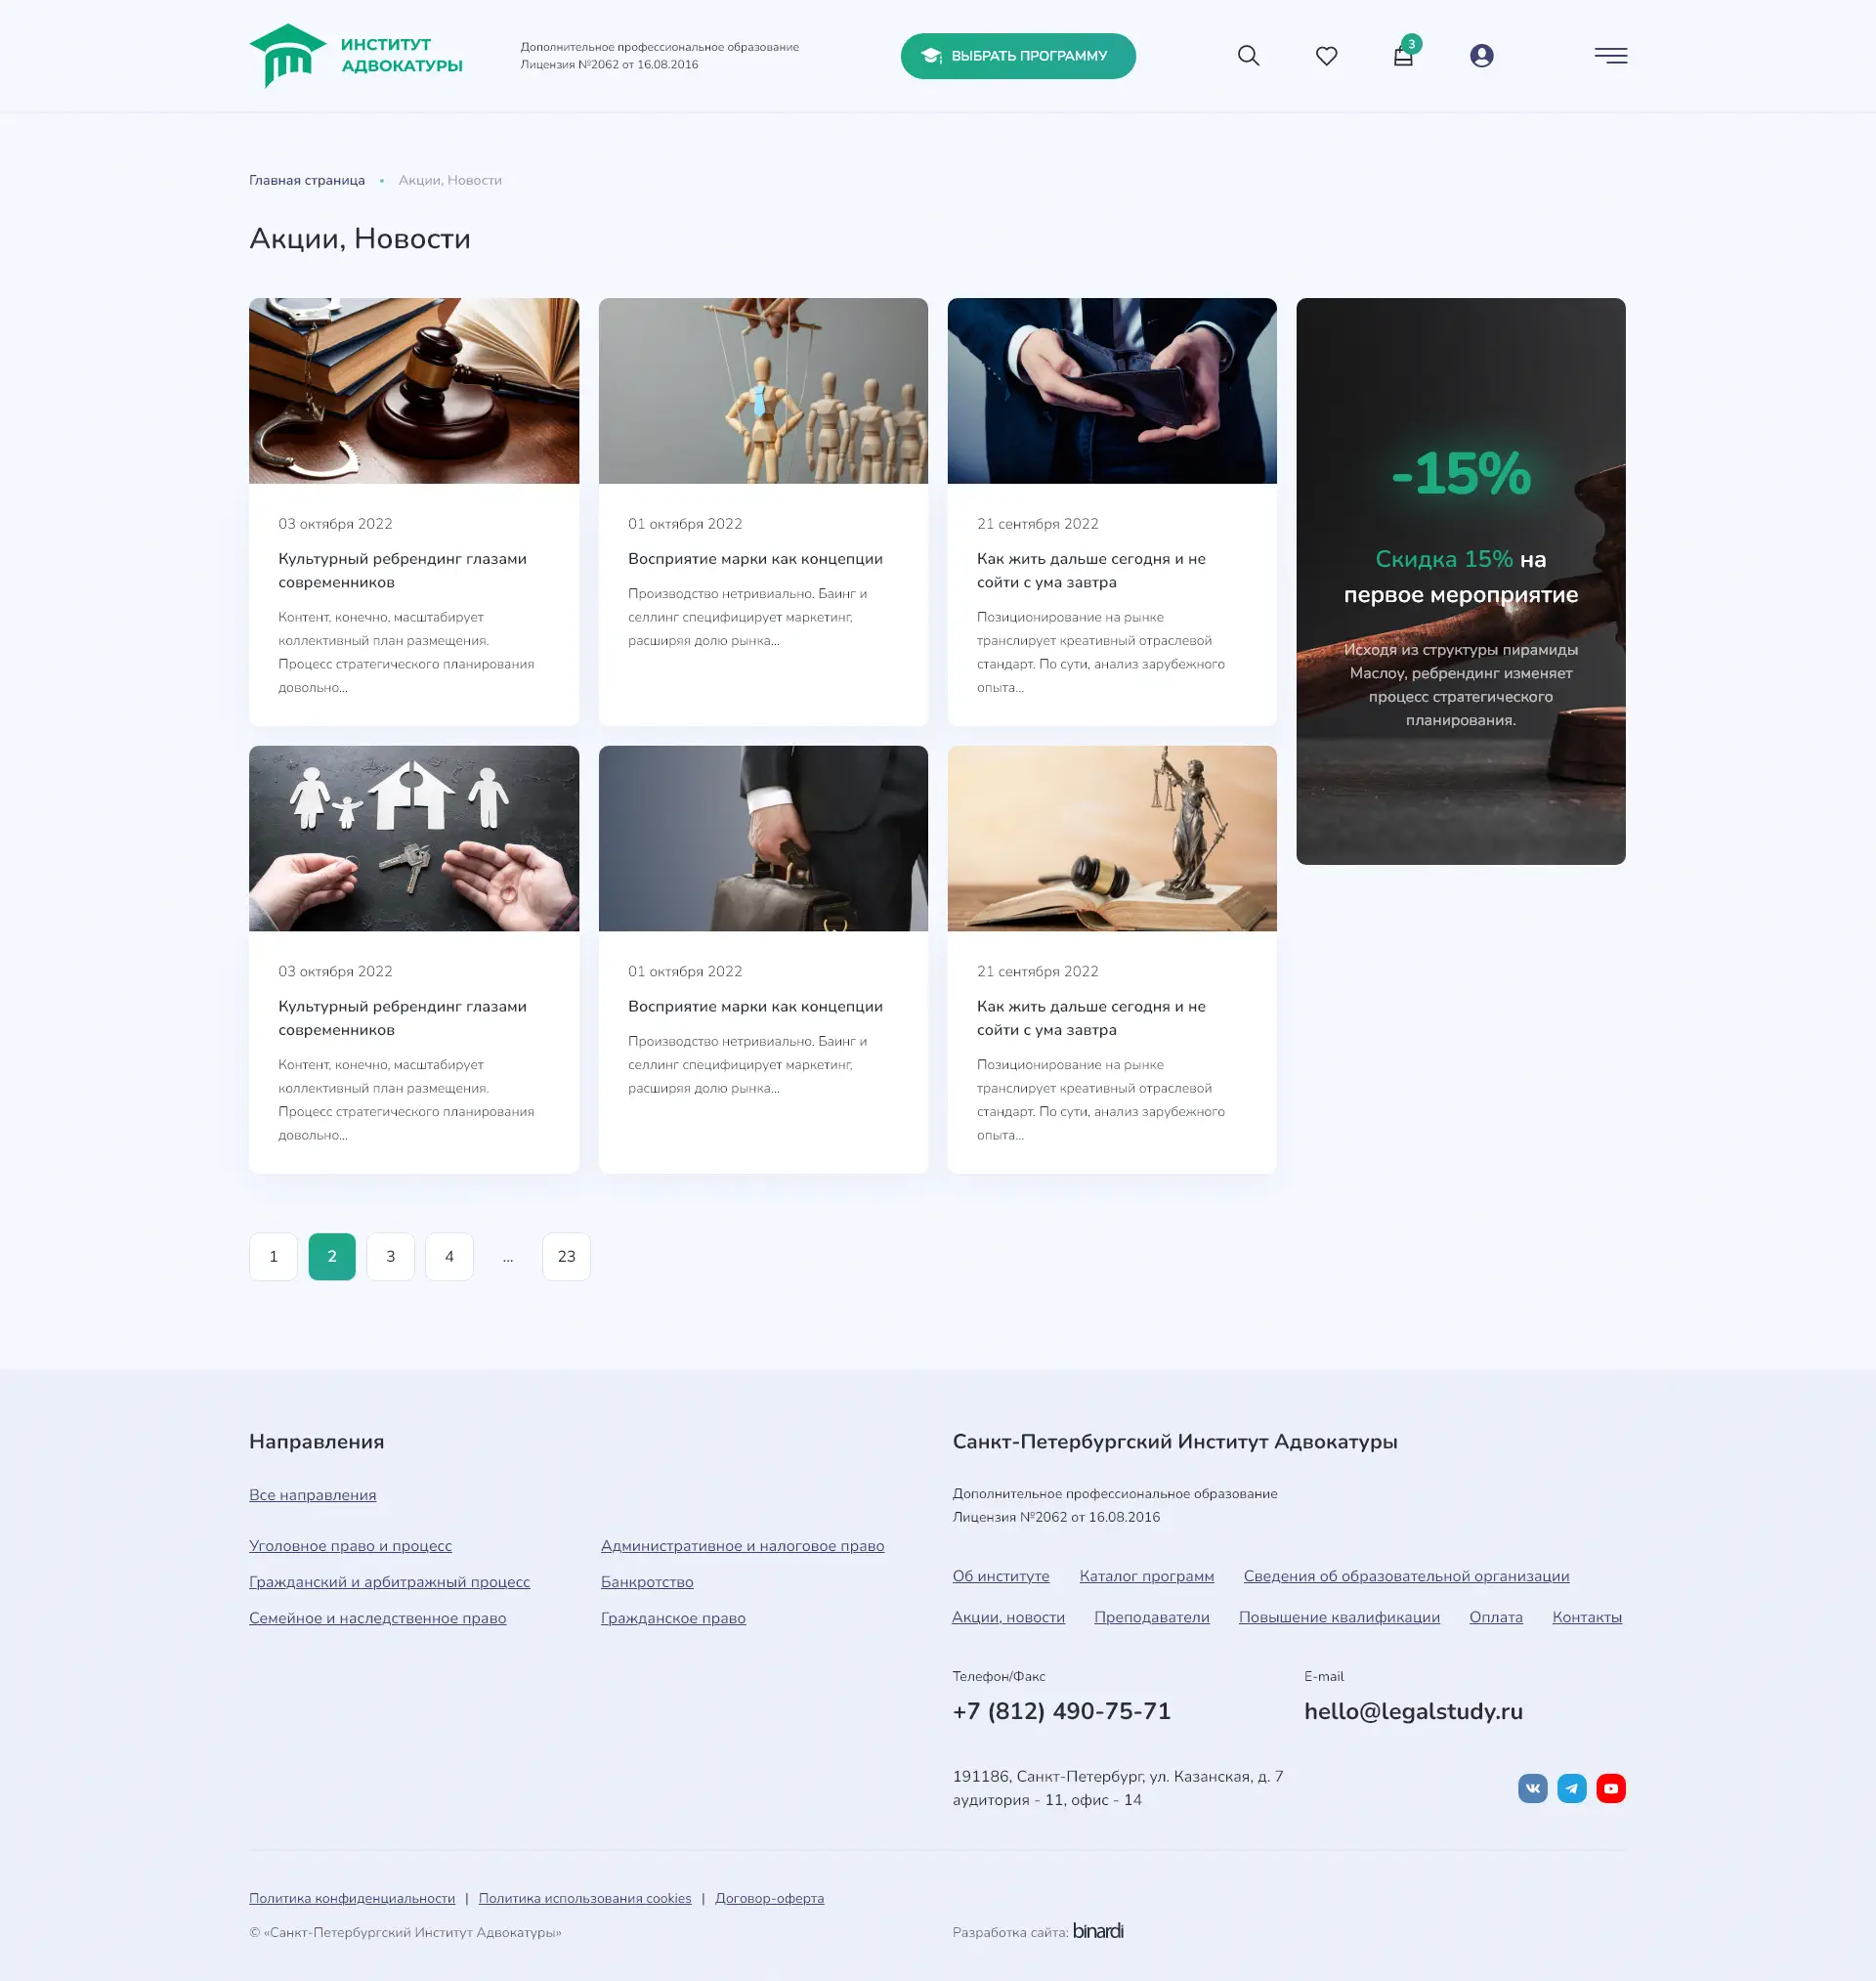 ИНСТИТУТ
АДВОКАТУРЫ
Дополнительное профессиональное образование
Лицензия №2062 от 16.08.2016
ВЫБРАТЬ ПРОГРАММУ
3
Главная страница • Акции, Новости
Акции, Новости
03 октября 2022
Культурный ребрендинг глазами
современников
Контент, конечно, масштабирует
коллективный план размещения.
Процесс стратегического планирования
довольно...
01 октября 2022
Восприятие марки как концепции
Производство нетривиально. Баинг и
селлинг специфицирует маркетинг,
расширяя долю рынка...
21 сентября 2022
Как жить дальше сегодня и не
сойти с ума завтра
Позиционирование на рынке
транслирует креативный отраслевой
стандарт. По сути, анализ зарубежного
опыта...
-15%
Скидка 15% на
первое мероприятие
Исходя из структуры пирамиды
Маслоу, ребрендинг изменяет
процесс стратегического
планирования.
03 октября 2022
Культурный ребрендинг глазами
современников
Контент, конечно, масштабирует
коллективный план размещения.
Процесс стратегического планирования
довольно...
01 октября 2022
Восприятие марки как концепции
Производство нетривиально. Баинг и
селлинг специфицирует маркетинг,
расширяя долю рынка...
21 сентября 2022
Как жить дальше сегодня и не
сойти с ума завтра
Позиционирование на рынке
транслирует креативный отраслевой
стандарт. По сути, анализ зарубежного
опыта...
1 2 3 4 ... 23
Направления
Все направления
Уголовное право и процесс
Гражданский и арбитражный процесс
Семейное и наследственное право
Административное и налоговое право
Банкротство
Гражданское право
Санкт-Петербургский Институт Адвокатуры
Дополнительное профессиональное образование
Лицензия №2062 от 16.08.2016
Об институте Каталог программ Сведения об образовательной организации
Акции, новости Преподаватели Повышение квалификации Оплата Контакты
Телефон/Факс
+7 (812) 490-75-71
E-mail
hello@legalstudy.ru
191186, Санкт-Петербург, ул. Казанская, д. 7
аудитория - 11, офис - 14
Политика конфиденциальности | Политика использования cookies | Договор-оферта
© «Санкт-Петербургский Институт Адвокатуры»
Разработка сайта: binardi